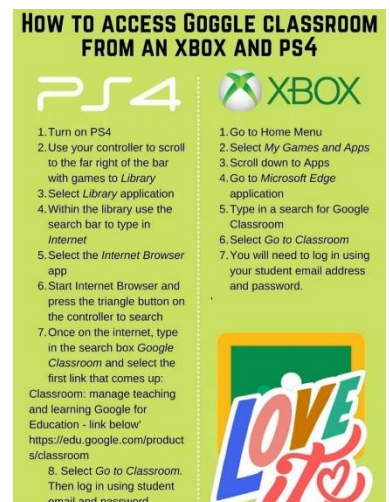 HOW TO ACCESS GOGGLE CLASSROOM
FROM AN XBOX AND PS4
PS4
1. Turn on PS4
2. Use your controller to scroll
to the far right of the bar
with games to Library
3. Select Library application
4. Within the library use the
search bar to type in
Internet
5. Select the Internet Browser
app
6. Start Internet Browser and
press the triangle button on
the controller to search
7. Once on the internet, type
in the search box Google
Classroom and select the
first link that comes up:
Classroom: manage teaching
and learning Google for
Education - link below'
https://edu.google.com/product
s/classroom
8. Select Go to Classroom.
Then log in using student
email and password
XBOX
1. Go to Home Menu
2. Select My Games and Apps
3. Scroll down to Apps
4. Go to Microsoft Edge
application
5. Type in a search for Google
Classroom
6. Select Go to Classroom
7. You will need to log in using
your student email address
and password.
LOVE
it